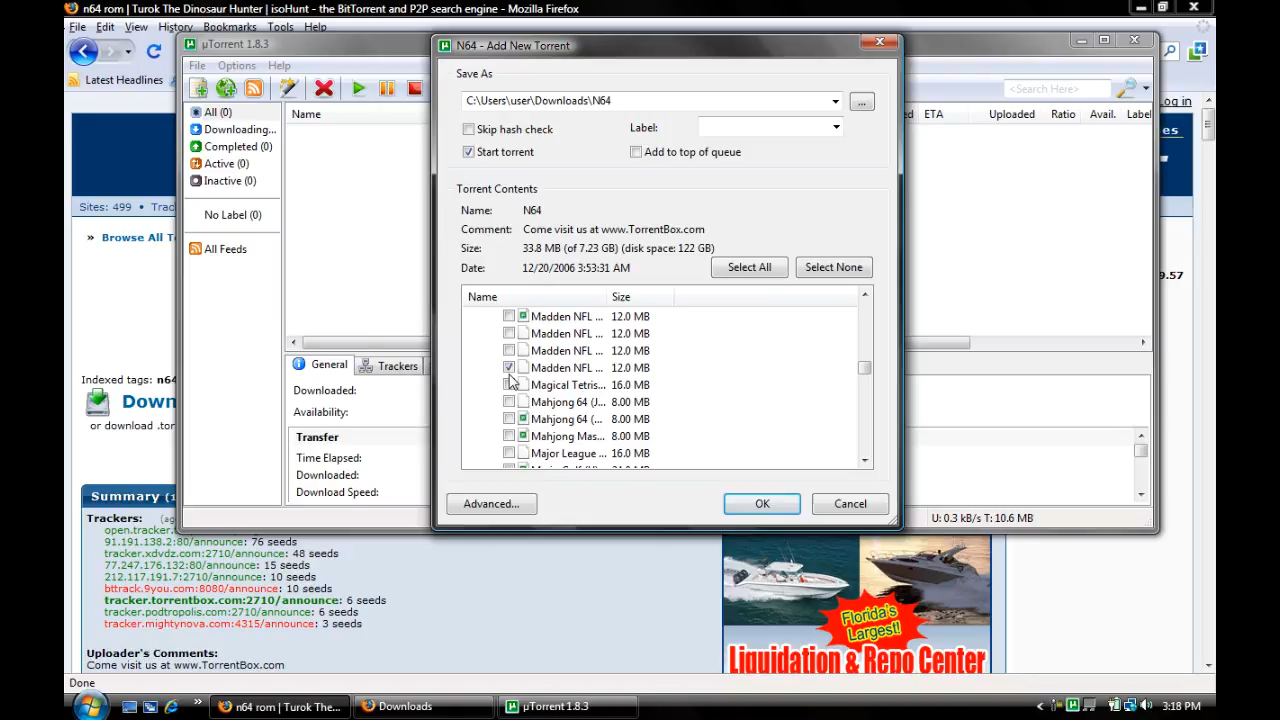 n64 rom | Turok The Dinosaur Hunter | isoHunt - the BitTorrent and P2P search engine - Mozilla Firefox
File Edit View History Bookmarks Tools Help
Latest Headlines
Log in
Sites: 499 •
Browse All
9.57
Indexed tags: n64
Down
or download .tor
Summary
Trackers:
open.tracker
91.191.138.2:80/announce: 76 seeds
tracker.xdvdz.com:2710/announce: 48 seeds
77.247.176.132:80/announce: 15 seeds
212.117.191.7:2710/announce: 10 seeds
bttrack.9you.com:8080/announce: 10 seeds
tracker.torrentbox.com:2710/announce: 6 seeds
tracker.podtropolis.com:2710/announce: 6 seeds
tracker.mightynova.com:4315/announce: 3 seeds
Uploader's Comments:
Come visit us at www.TorrentBox.com
Florida's
Largest!
Liquidation & Repo Center
Done
µTorrent 1.8.3
File Options Help
<Search Here>
All (0)
Downloading...
Completed (0)
Active (0)
Inactive (0)
No Label (0)
All Feeds
Name
ed ETA Uploaded Ratio Avail. Label
General Trackers
Downloaded:
Availability:
Transfer
Time Elapsed:
Downloaded:
Download Speed:
U: 0.3 kB/s T: 10.6 MB
N64 - Add New Torrent
Save As
C:\Users\user\Downloads\N64
...
Skip hash check
Label:
Start torrent
Add to top of queue
Torrent Contents
Name: N64
Comment: Come visit us at www.TorrentBox.com
Size: 33.8 MB (of 7.23 GB) (disk space: 122 GB)
Date: 12/20/2006 3:53:31 AM
Select All
Select None
Name Size
Madden NFL ... 12.0 MB
Madden NFL ... 12.0 MB
Madden NFL ... 12.0 MB
Madden NFL ... 12.0 MB
Magical Tetris... 16.0 MB
Mahjong 64 (J... 8.00 MB
Mahjong 64 (... 8.00 MB
Mahjong Mas... 8.00 MB
Major League ... 16.0 MB
Advanced...
OK
Cancel
n64 rom | Turok The...
Downloads
µTorrent 1.8.3
3:18 PM